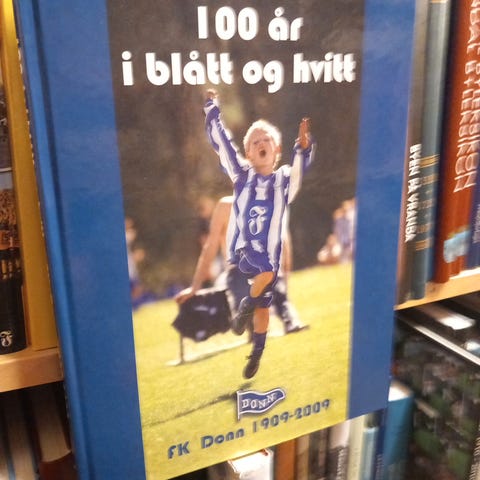 100 år
i blått og hvitt
F
DONN
FK Donn 1909-2009
BYEN PÅ VRANGA